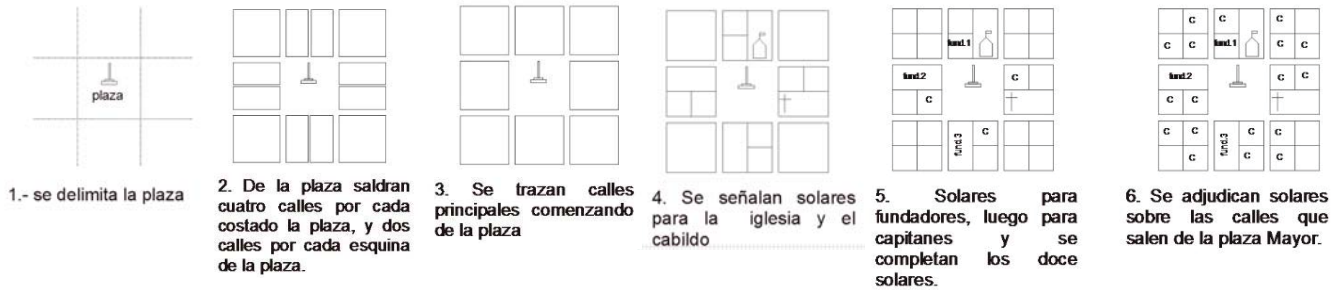 plaza
1.- se delimita la plaza
2. De la plaza saldran
cuatro calles por cada
costado la plaza, y dos
calles por cada esquina
de la plaza.
3. Se trazan calles
principales comenzando
de la plaza
4. Se señalan solares
para la iglesia y el
cabildo
fund.1
fund.2
C
C
C
C
fund.3
5. Solares para
fundadores, luego para
capitanes y se
completan los doce
solares.
C C C
C C fund.1 C C
fund.2 C C
C C
C C C C
C fund.3 C C
6. Se adjudican solares
sobre las calles que
salen de la plaza Mayor.